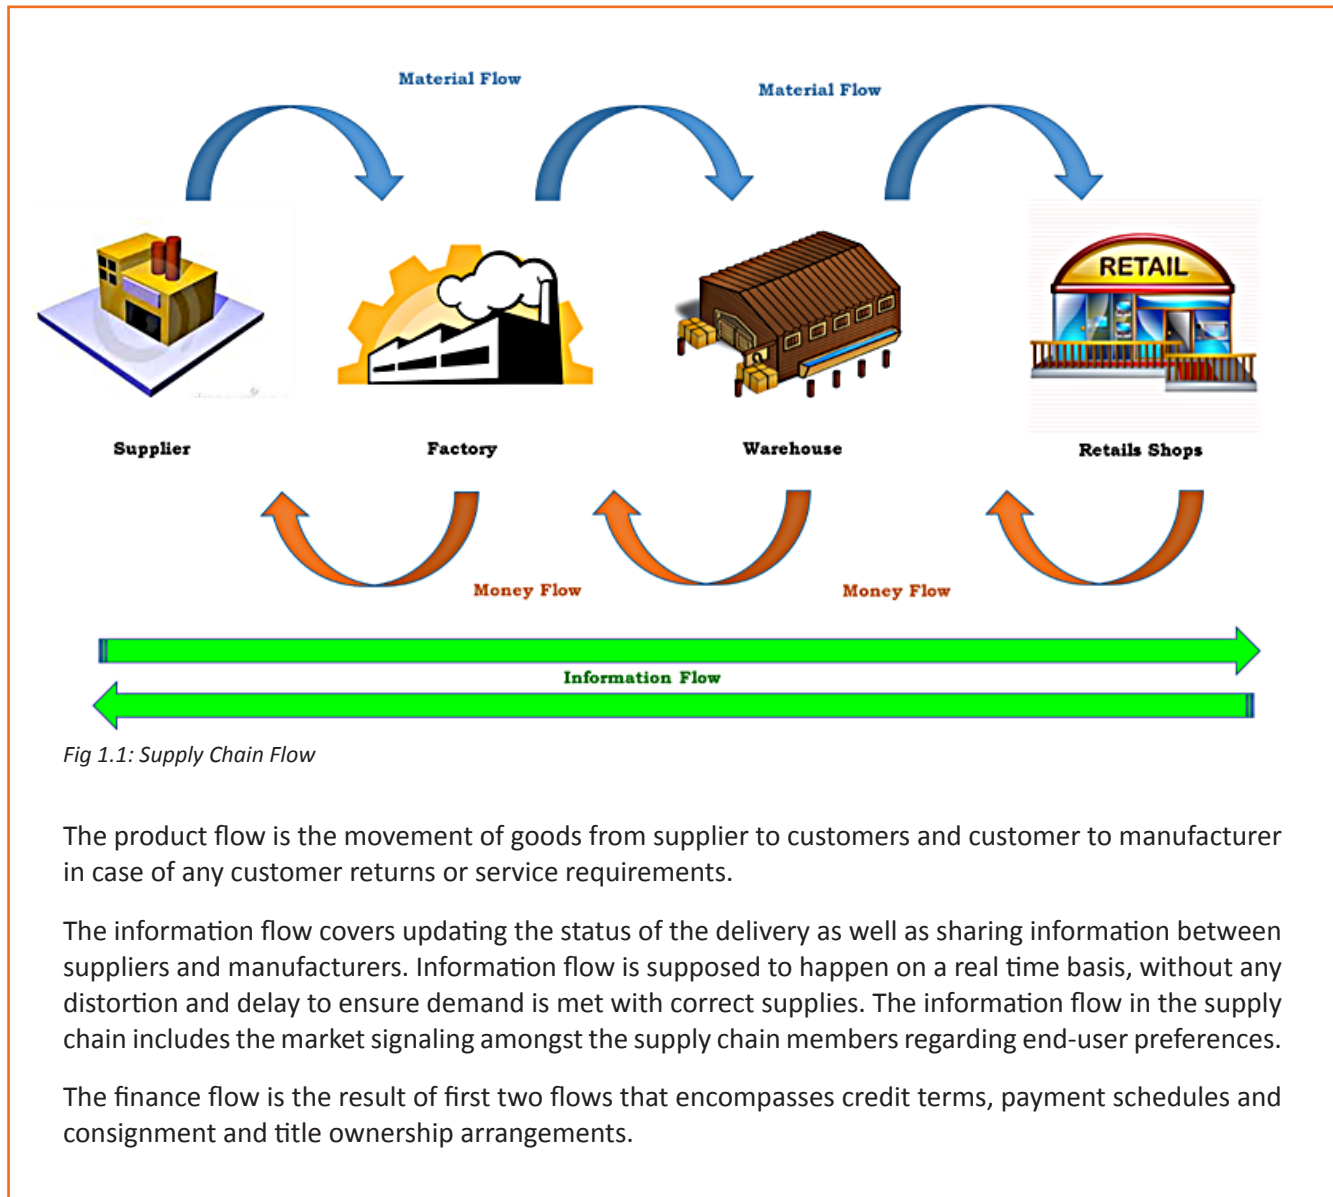 Material Flow
Material Flow
RETAIL
Supplier
Factory
Warehouse
Retails Shops
Money Flow
Money Flow
Information Flow
Fig 1.1: Supply Chain Flow
The product flow is the movement of goods from supplier to customers and customer to manufacturer
in case of any customer returns or service requirements.
The information flow covers updating the status of the delivery as well as sharing information between
suppliers and manufacturers. Information flow is supposed to happen on a real time basis, without any
distortion and delay to ensure demand is met with correct supplies. The information flow in the supply
chain includes the market signaling amongst the supply chain members regarding end-user preferences.
The finance flow is the result of first two flows that encompasses credit terms, payment schedules and
consignment and title ownership arrangements.